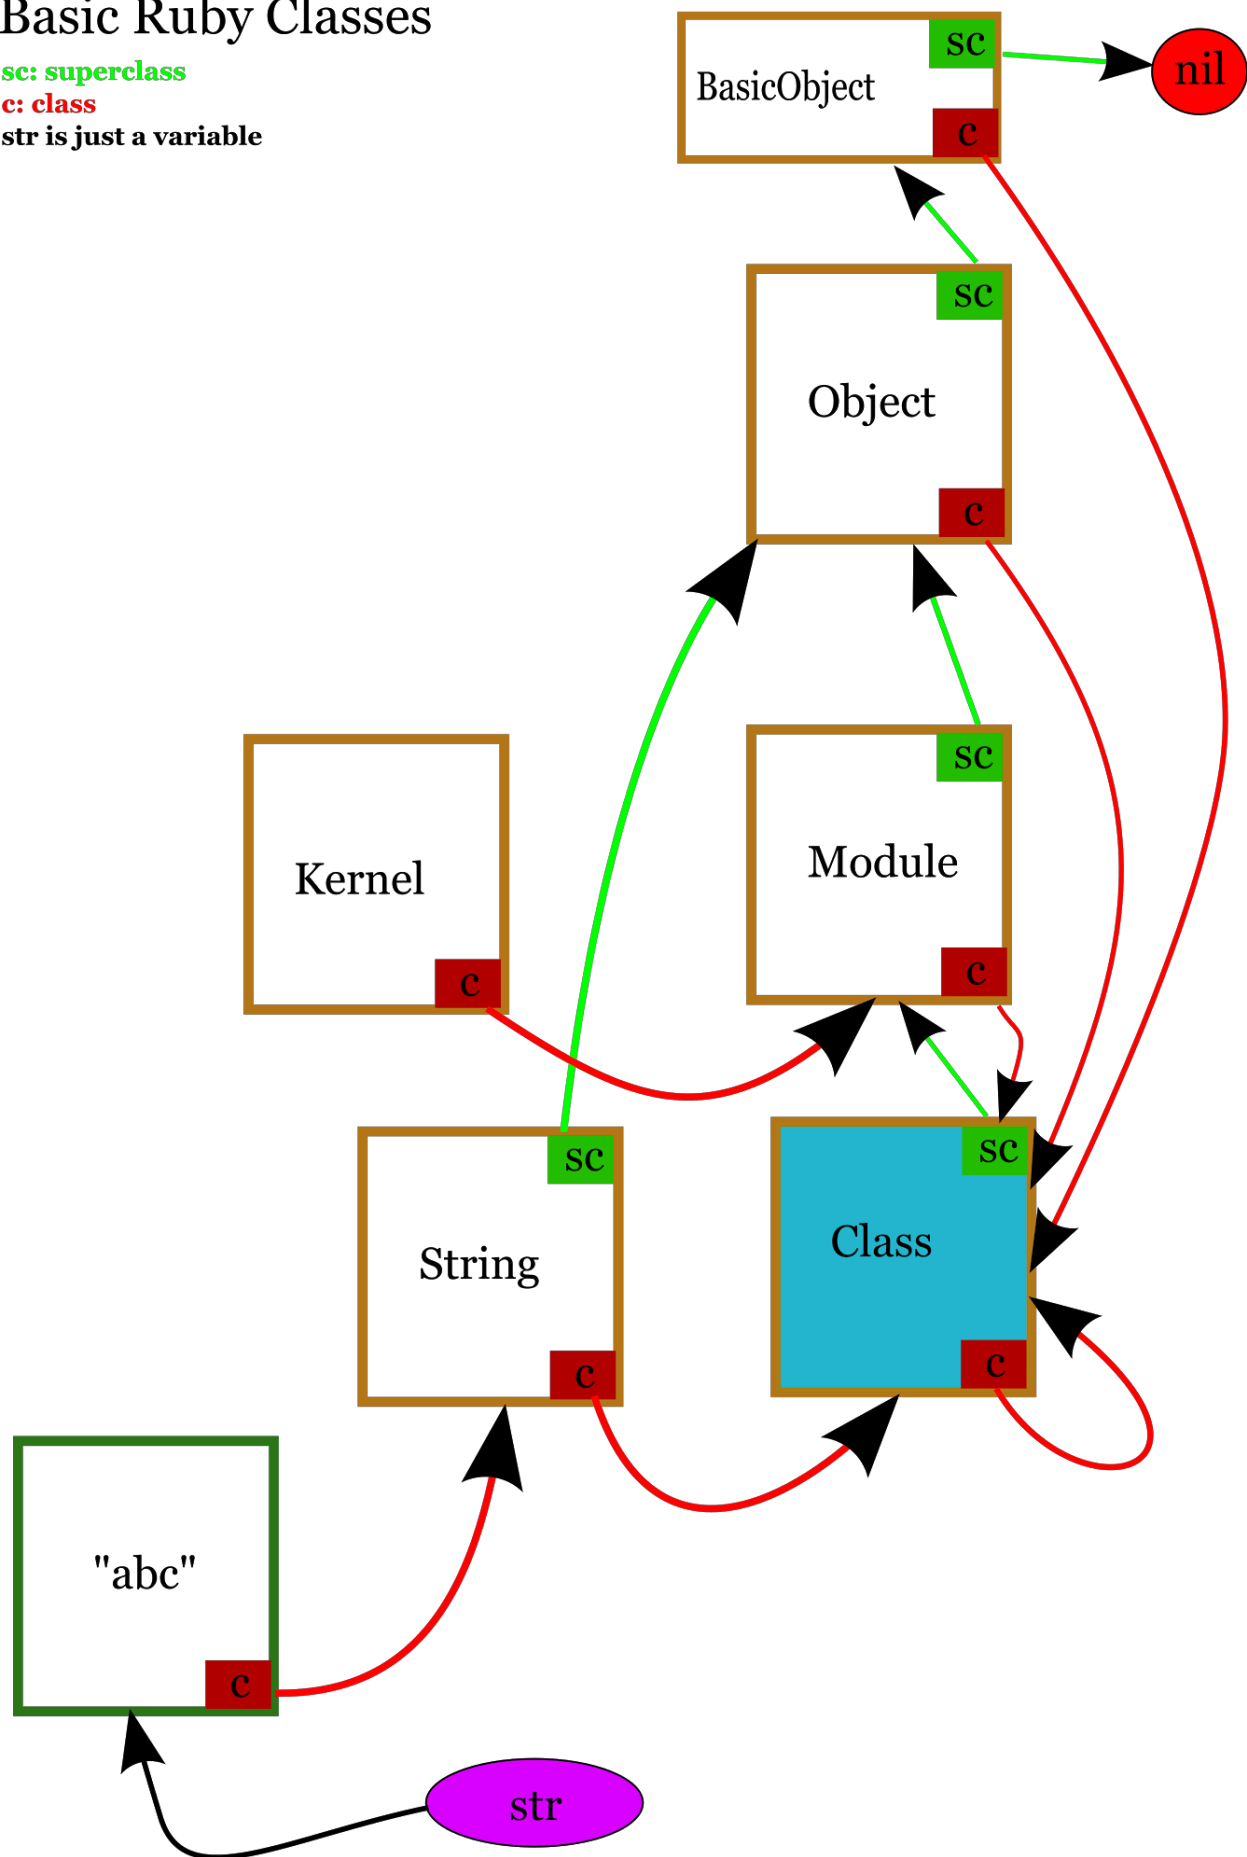 Basic Ruby Classes
sc: superclass
c: class
str is just a variable
sc
BasicObject
c
nil
sc
Object
c
Kernel
c
sc
Module
c
sc
String
c
sc
Class
c
"abc"
c
str